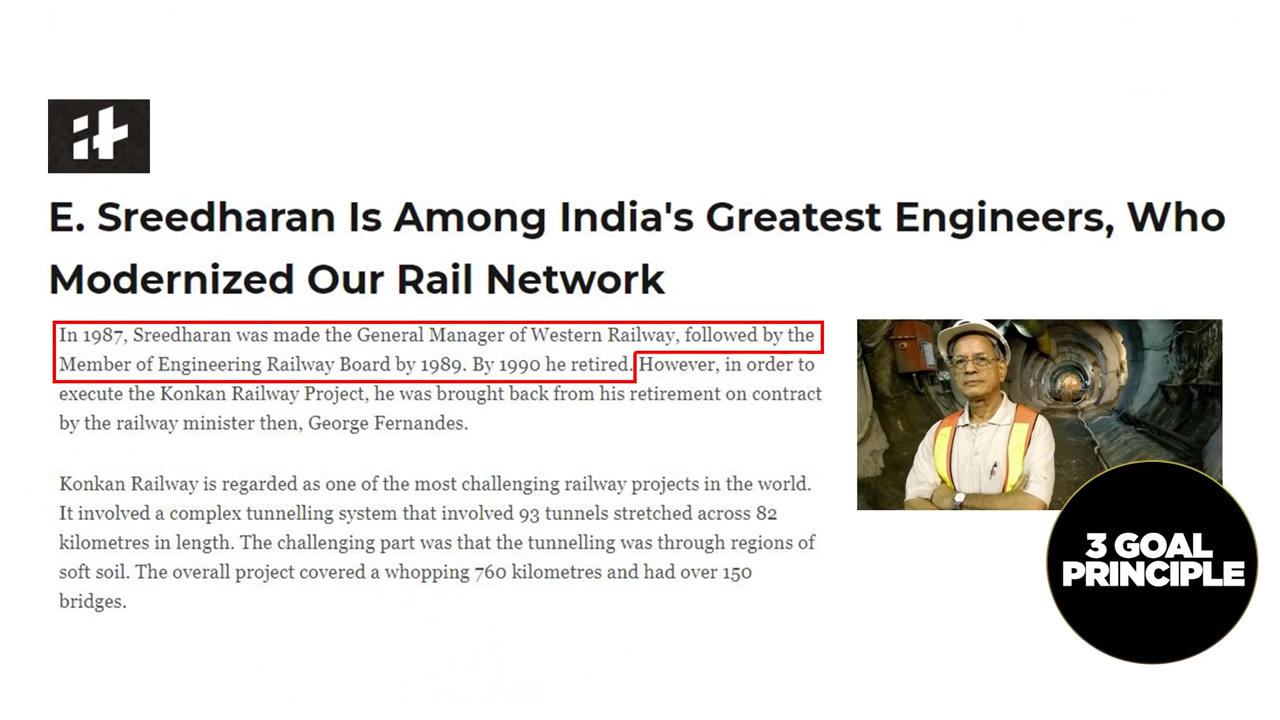 it
E. Sreedharan Is Among India's Greatest Engineers, Who
Modernized Our Rail Network
In 1987, Sreedharan was made the General Manager of Western Railway, followed by the
Member of Engineering Railway Board by 1989. By 1990 he retired. However, in order to
execute the Konkan Railway Project, he was brought back from his retirement on contract
by the railway minister then, George Fernandes.
Konkan Railway is regarded as one of the most challenging railway projects in the world.
It involved a complex tunnelling system that involved 93 tunnels stretched across 82
kilometres in length. The challenging part was that the tunnelling was through regions of
soft soil. The overall project covered a whopping 760 kilometres and had over 150
bridges.
3 GOAL
PRINCIPLE